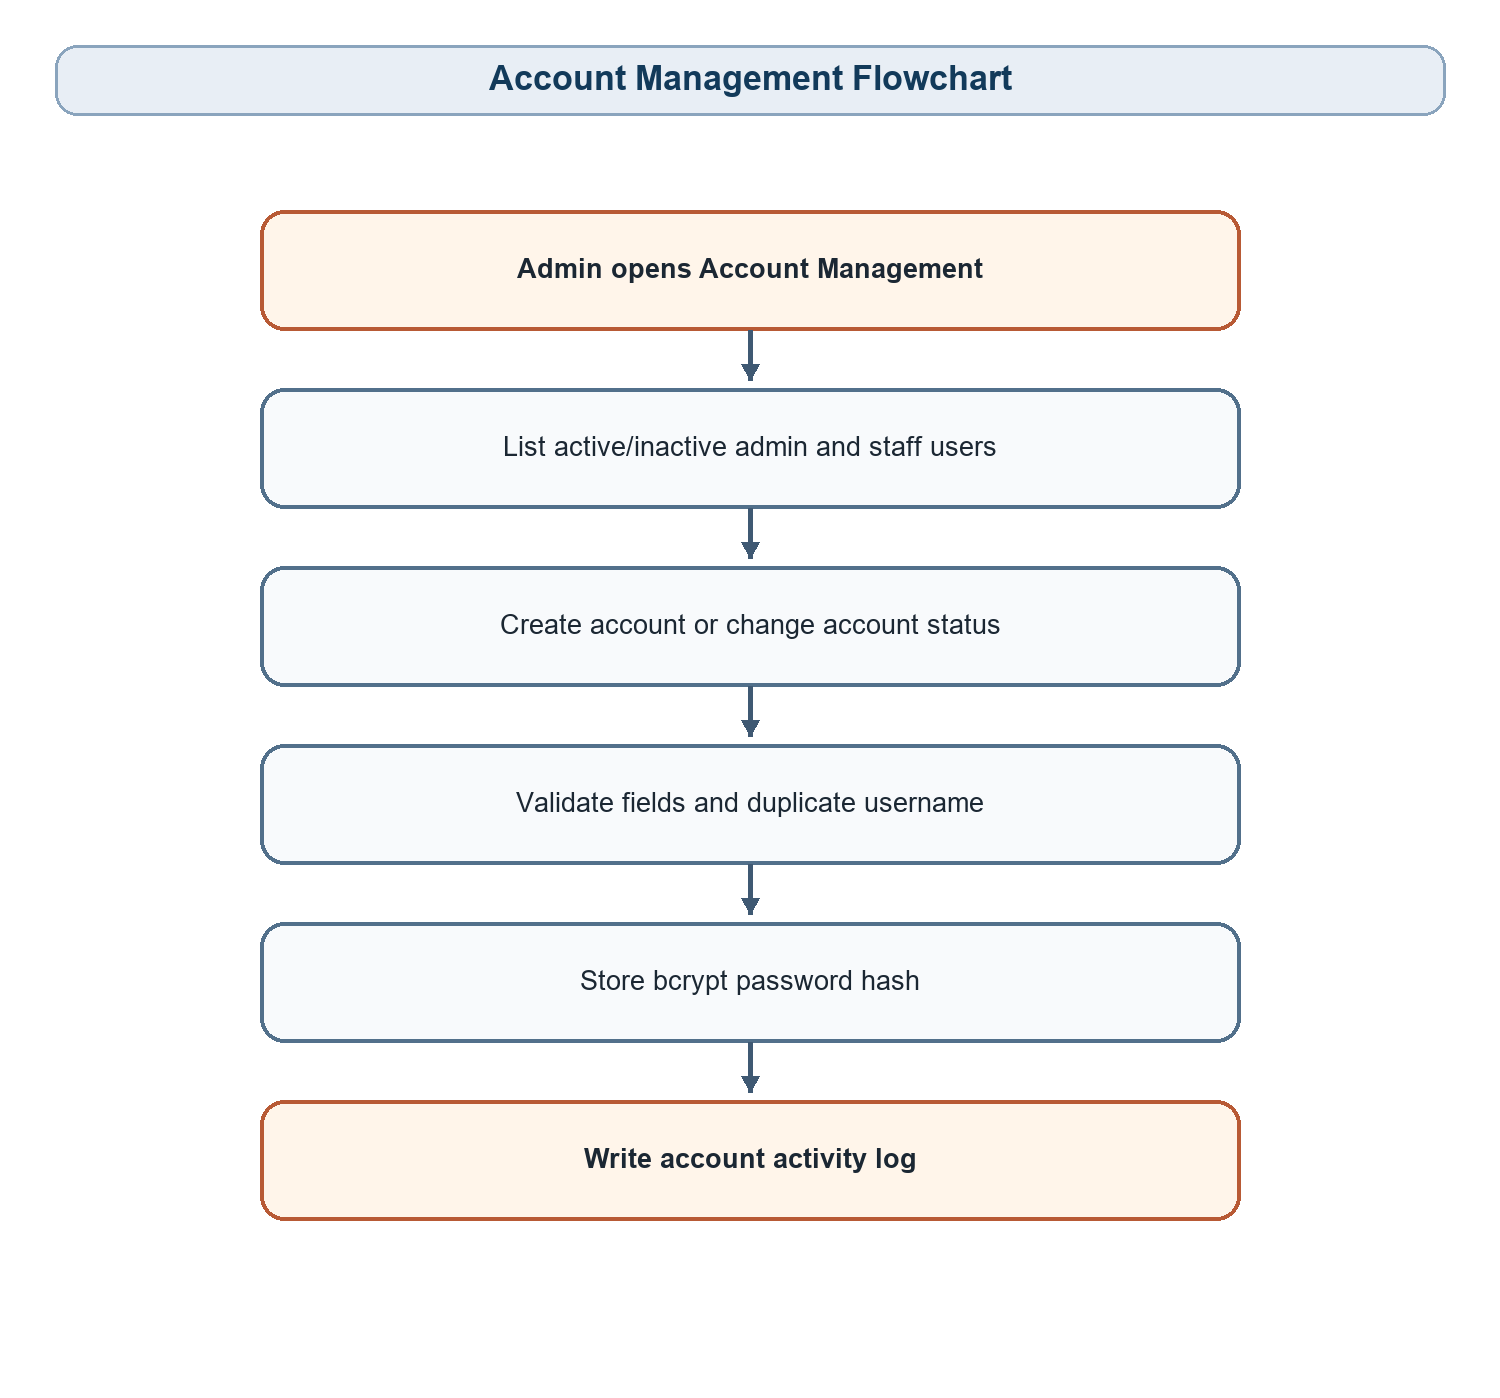 Account Management Flowchart
Admin opens Account Management
List active/inactive admin and staff users
Create account or change account status
Validate fields and duplicate username
Store bcrypt password hash
Write account activity log